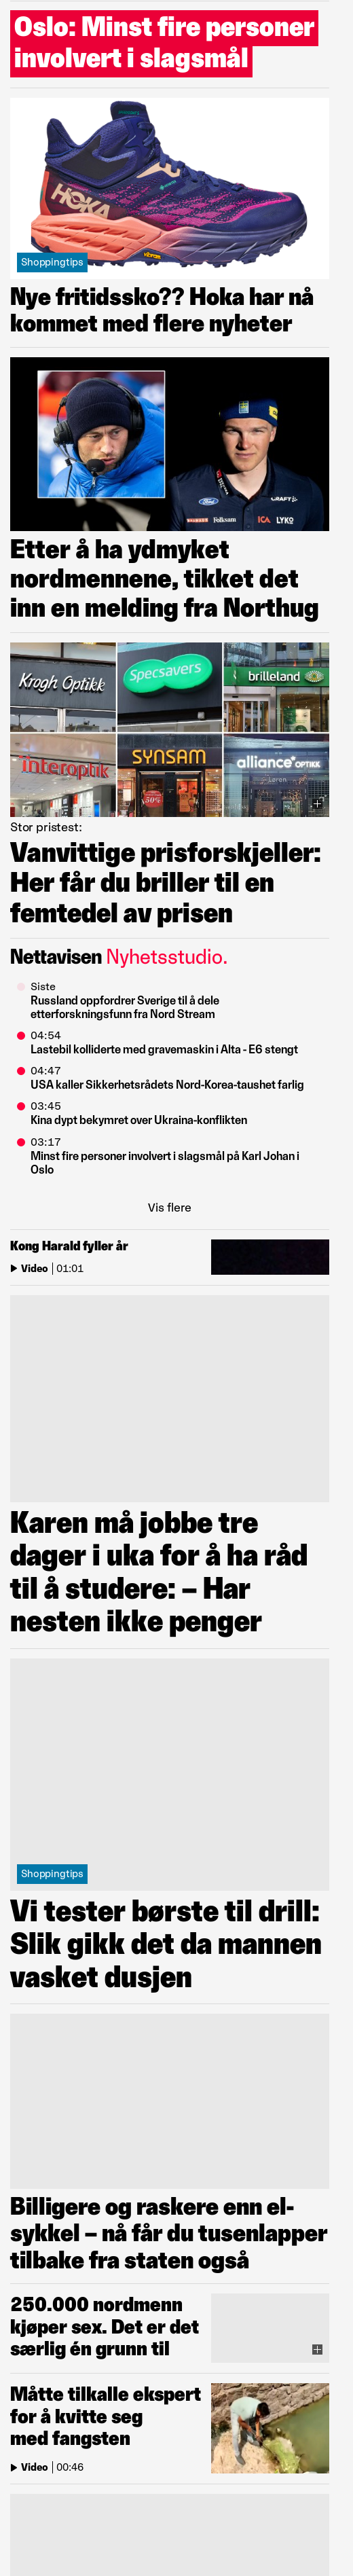 Oslo: Minst fire personer
involvert i slagsmål
HOKA
Shoppingtips
Nye fritidssko?? Hoka har nå
kommet med flere nyheter
Ford
CRAFT
Folksam
ICA
LYKO
Etter å ha ydmyket
nordmennene, tikket det
inn en melding fra Northug
Krogh Optikk
Specsavers
brilleland
interoptik
SYNSAM
50%
alliance OPTIKK
Lerch
Stor pristest:
Vanvittige prisforskjeller:
Her får du briller til en
femtedel av prisen
Nettavisen Nyhetsstudio.
Siste
Russland oppfordrer Sverige til å dele
etterforskningsfunn fra Nord Stream
04:54
Lastebil kolliderte med gravemaskin i Alta - E6 stengt
04:47
USA kaller Sikkerhetsrådets Nord-Korea-taushet farlig
03:45
Kina dypt bekymret over Ukraina-konflikten
03:17
Minst fire personer involvert i slagsmål på Karl Johan i
Oslo
Vis flere
Kong Harald fyller år
Video | 01:01
Karen må jobbe tre
dager i uka for å ha råd
til å studere: – Har
nesten ikke penger
Shoppingtips
Vi tester børste til drill:
Slik gikk det da mannen
vasket dusjen
Billigere og raskere enn el-
sykkel – nå får du tusenlapper
tilbake fra staten også
250.000 nordmenn
kjøper sex. Det er det
særlig én grunn til
Måtte tilkalle ekspert
for å kvitte seg
med fangsten
Video | 00:46